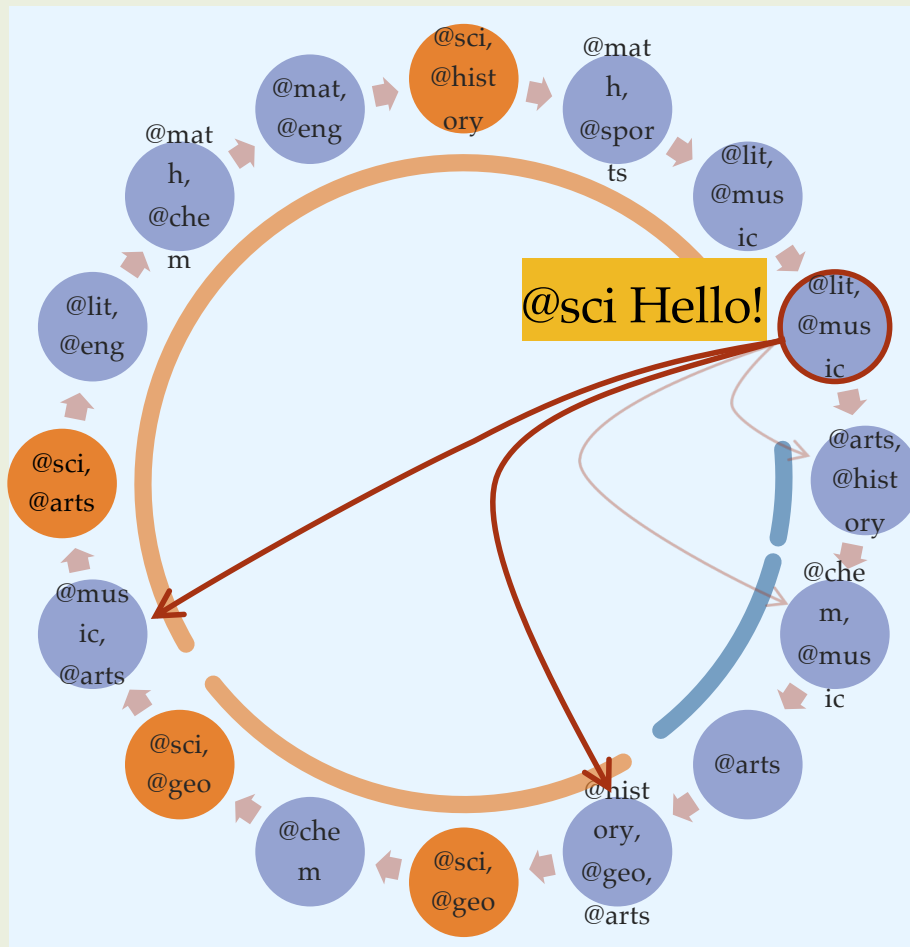 @sci,
@hist
ory
@mat
h,
@spor
ts
@lit,
@mus
ic
@lit,
@mus
ic
@arts,
@hist
ory
@che
m,
@mus
ic
@arts
@hist
ory,
@geo,
@arts
@sci,
@geo
@che
m
@sci,
@geo
@mus
ic,
@arts
@sci,
@arts
@lit,
@eng
@mat
h,
@che
m
@mat,
@eng
@sci Hello!